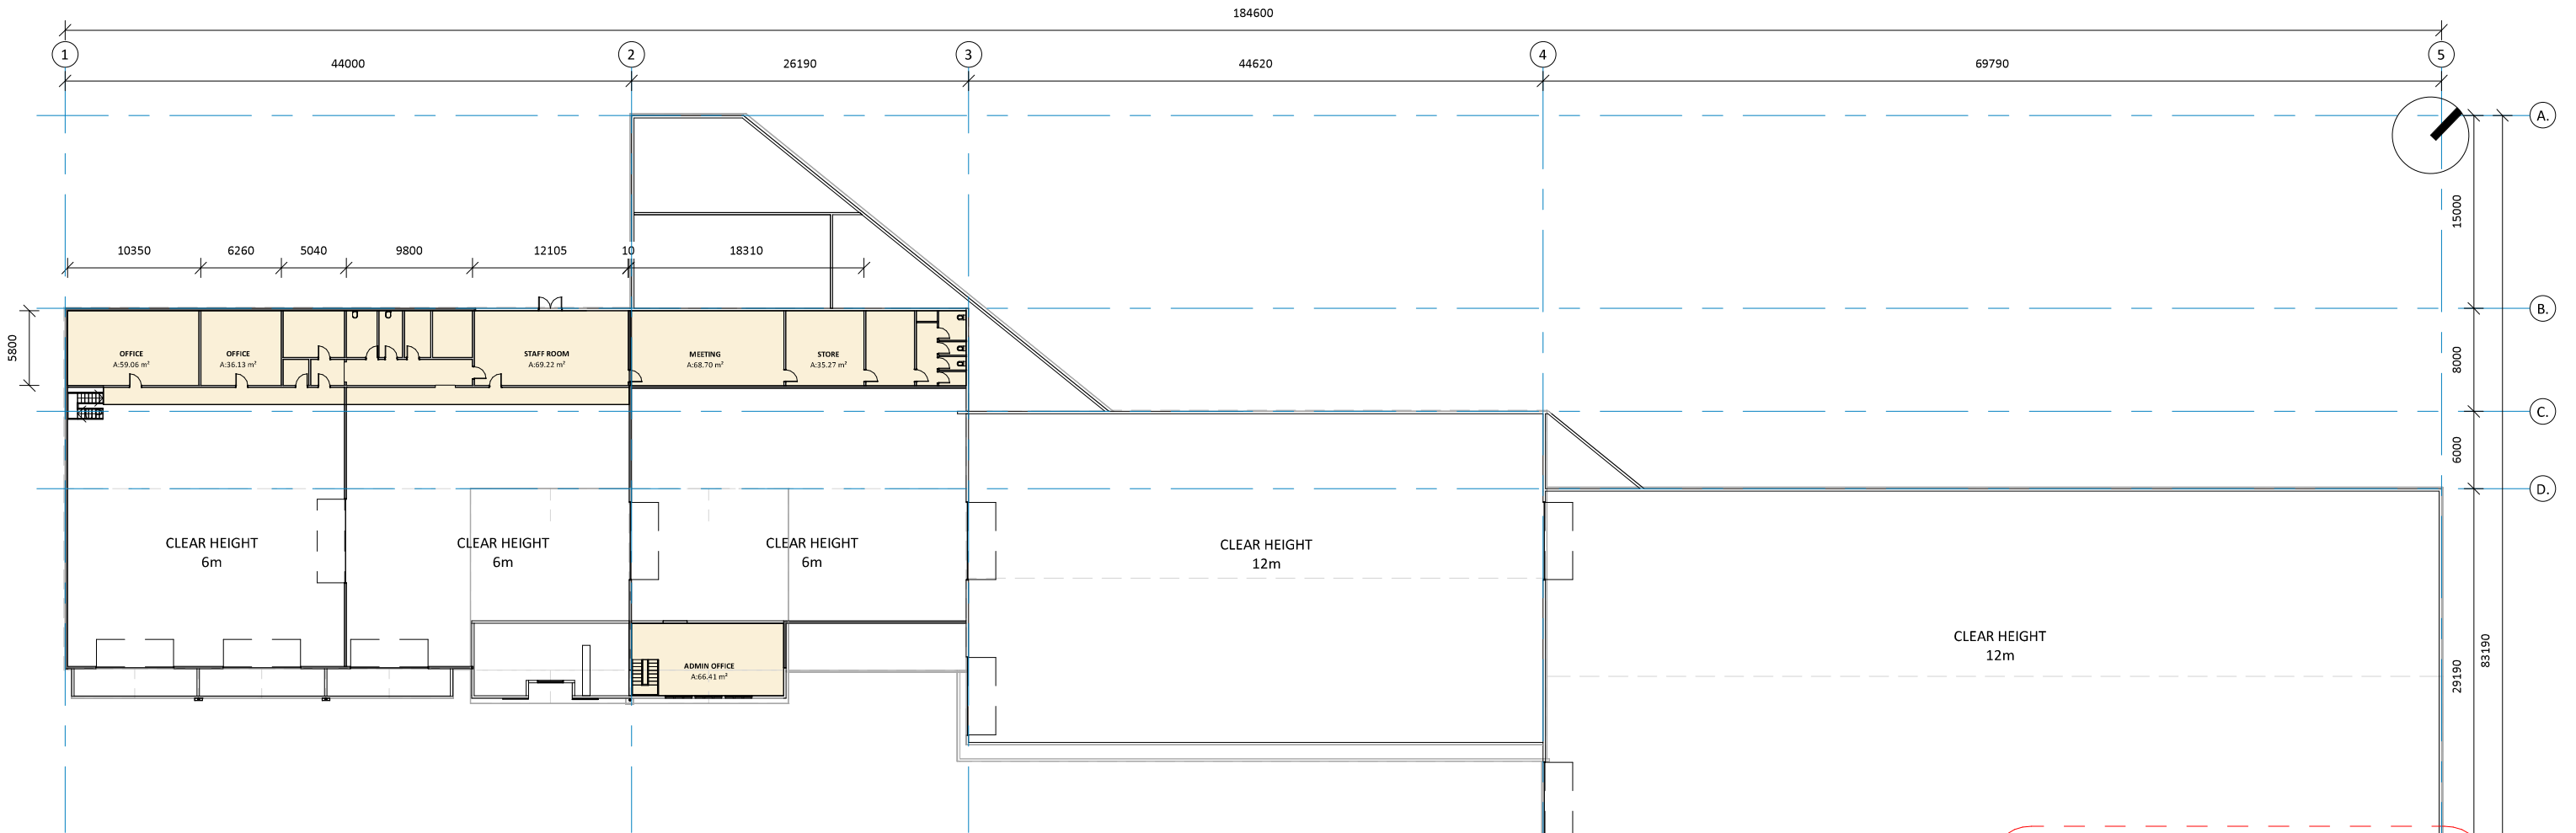 184600
1
2
3
4
5
44000
26190
44620
69790
A.
15000
10350
6260
5040
9800
12105
10
18310
B.
5800
OFFICE
A:59.06 m²
OFFICE
A:36.13 m²
STAFF ROOM
A:69.22 m²
MEETING
A:68.70 m²
STORE
A:35.27 m²
8000
C.
6000
D.
CLEAR HEIGHT
6m
CLEAR HEIGHT
6m
CLEAR HEIGHT
6m
CLEAR HEIGHT
12m
CLEAR HEIGHT
12m
ADMIN OFFICE
A:66.41 m²
29190
83190